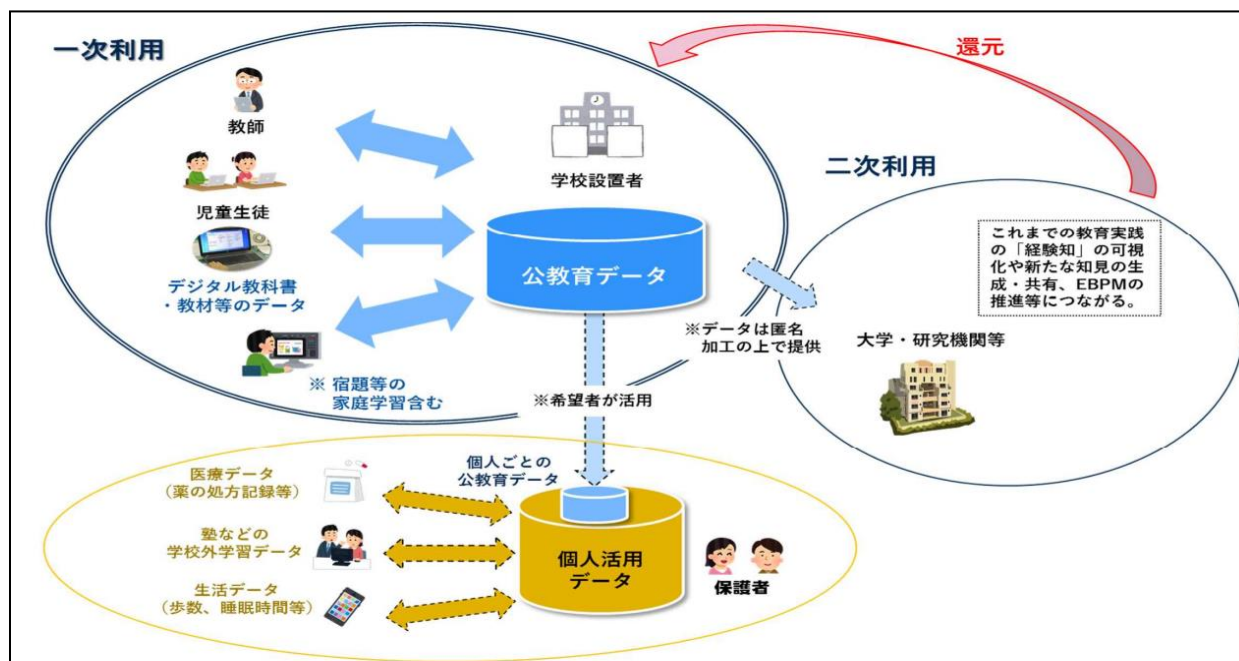 一次利用
還元
教師
学校設置者
児童生徒
デジタル教科書
・教材等のデータ
公教育データ
※ 宿題等の
家庭学習含む
二次利用
これまでの教育実践
の「経験知」の可視
化や新たな知見の生
成・共有、EBPMの
推進等につながる。
※データは匿名
加工の上で提供
大学・研究機関等
※希望者が活用
個人ごとの
公教育データ
医療データ
（薬の処方記録等）
塾などの
学校外学習データ
生活データ
（歩数、睡眠時間等）
個人活用
データ
保護者